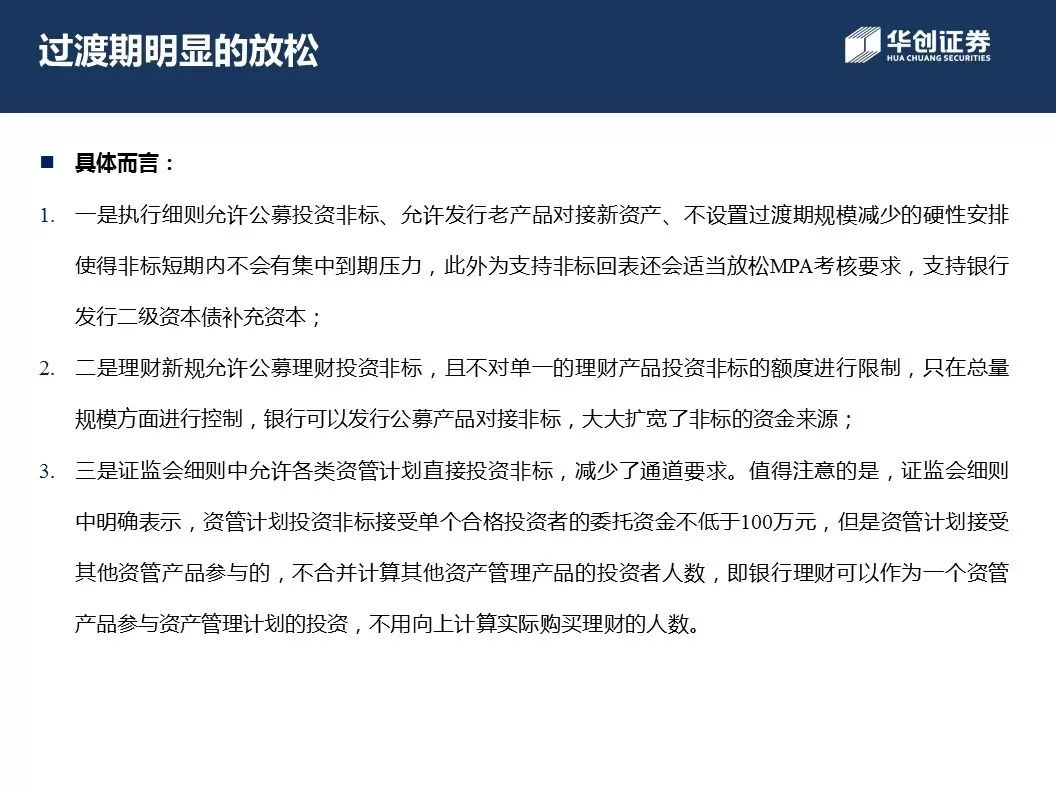 过渡期明显的放松
华创证券
HUA CHUANG SECURITIES
■ 具体而言：
1. 一是执行细则允许公募投资非标、允许发行老产品对接新资产、不设置过渡期规模减少的硬性安排
使得非标短期内不会有集中到期压力，此外为支持非标回表还会适当放松MPA考核要求，支持银行
发行二级资本债补充资本；
2. 二是理财新规允许公募理财投资非标，且不对单一的理财产品投资非标的额度进行限制，只在总量
规模方面进行控制，银行可以发行公募产品对接非标，大大扩宽了非标的资金来源；
3. 三是证监会细则中允许各类资管计划直接投资非标，减少了通道要求。值得注意的是，证监会细则
中明确表示，资管计划投资非标接受单个合格投资者的委托资金不低于100万元，但是资管计划接受
其他资管产品参与的，不合并计算其他资产管理产品的投资者人数，即银行理财可以作为一个资管
产品参与资产管理计划的投资，不用向上计算实际购买理财的人数。